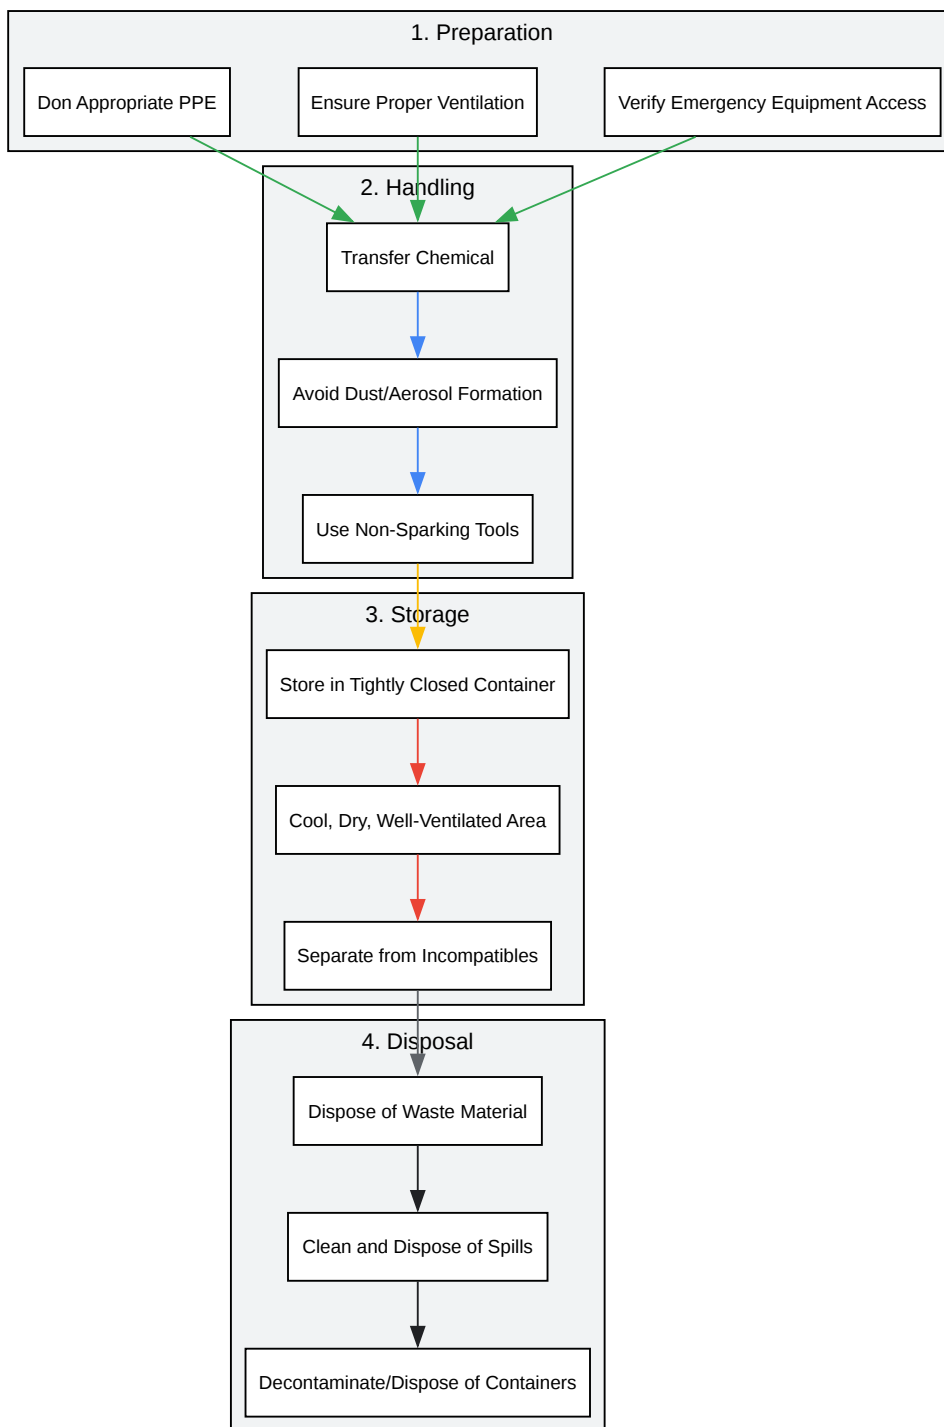 1. Preparation
Don Appropriate PPE
Ensure Proper Ventilation
Verify Emergency Equipment Access
2. Handling
Transfer Chemical
Avoid Dust/Aerosol Formation
Use Non-Sparking Tools
3. Storage
Store in Tightly Closed Container
Cool, Dry, Well-Ventilated Area
Separate from Incompatibles
4. Disposal
Dispose of Waste Material
Clean and Dispose of Spills
Decontaminate/Dispose of Containers